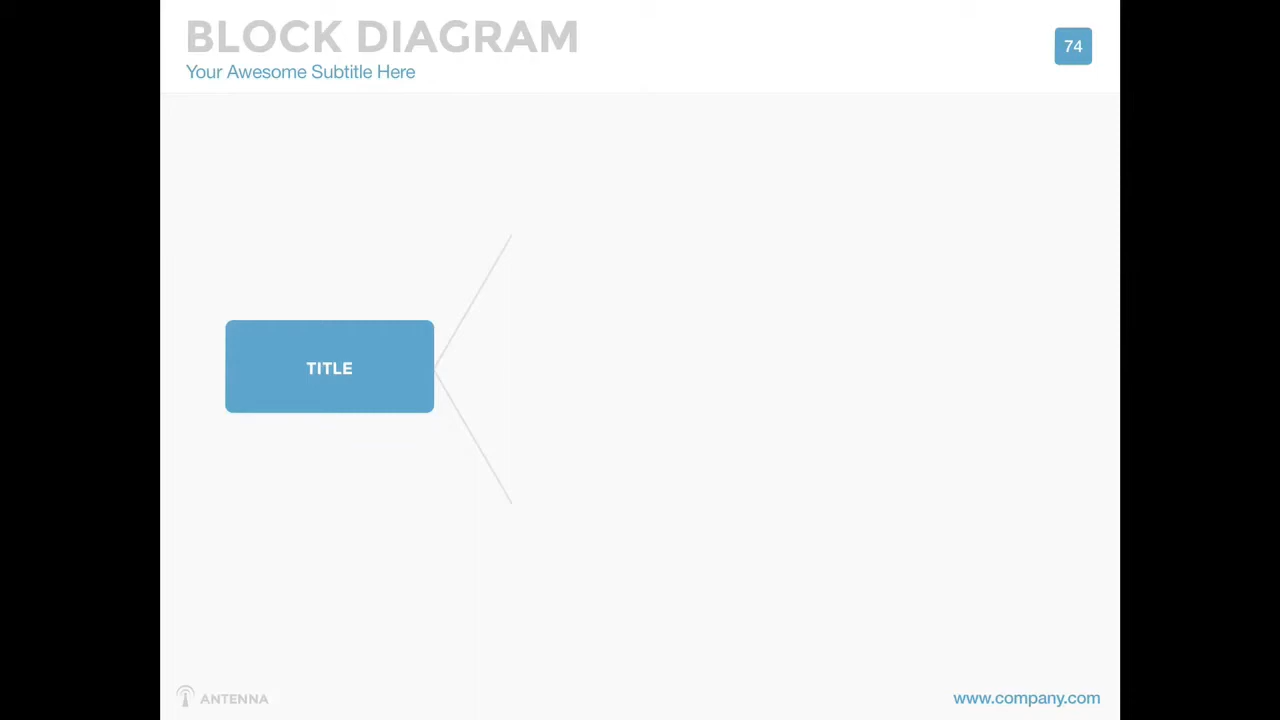 BLOCK DIAGRAM
Your Awesome Subtitle Here
74
TITLE
ANTENNA
www.company.com